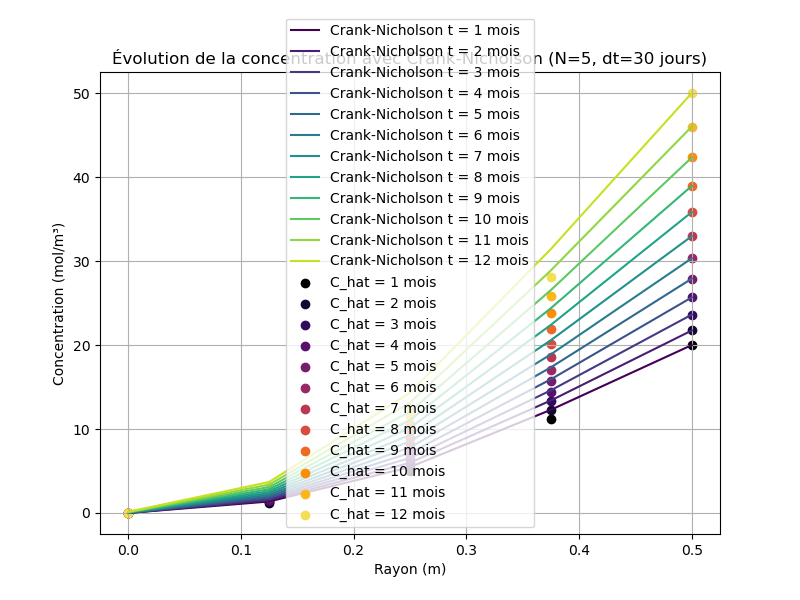 Évolution de la concentration avec Crank-Nicholson (N=5, dt=30 jours)
Crank-Nicholson t = 1 mois
Crank-Nicholson t = 2 mois
Crank-Nicholson t = 3 mois
Crank-Nicholson t = 4 mois
Crank-Nicholson t = 5 mois
Crank-Nicholson t = 6 mois
Crank-Nicholson t = 7 mois
Crank-Nicholson t = 8 mois
Crank-Nicholson t = 9 mois
Crank-Nicholson t = 10 mois
Crank-Nicholson t = 11 mois
Crank-Nicholson t = 12 mois
C_hat = 1 mois
C_hat = 2 mois
C_hat = 3 mois
C_hat = 4 mois
C_hat = 5 mois
C_hat = 6 mois
C_hat = 7 mois
C_hat = 8 mois
C_hat = 9 mois
C_hat = 10 mois
C_hat = 11 mois
C_hat = 12 mois
Concentration (mol/m³)
50
40
30
20
10
0
0.0 0.1 0.2 0.3 0.4 0.5
Rayon (m)